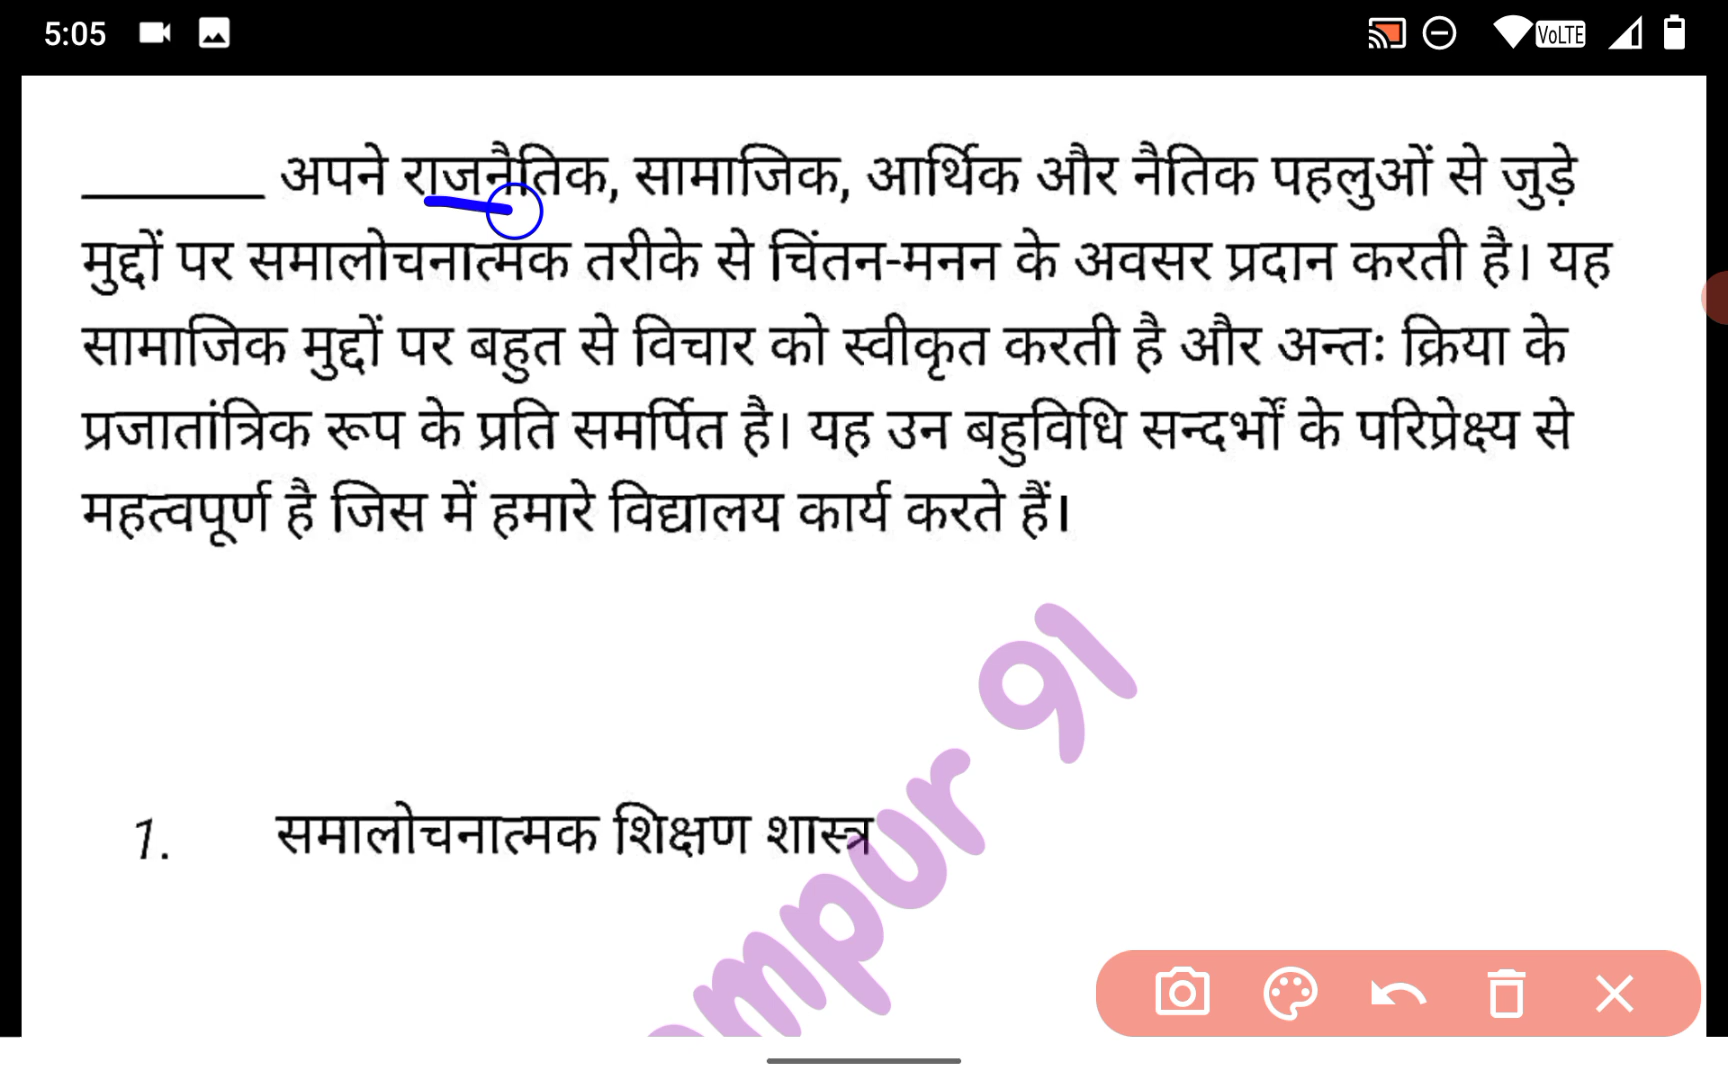 5:05
VoLTE
______ अपने राजनैतिक, सामाजिक, आर्थिक और नैतिक पहलुओं से जुड़े
मुद्दों पर समालोचनात्मक तरीके से चिंतन-मनन के अवसर प्रदान करती है। यह
सामाजिक मुद्दों पर बहुत से विचार को स्वीकृत करती है और अन्तः क्रिया के
प्रजातांत्रिक रूप के प्रति समर्पित है। यह उन बहुविधि सन्दर्भों के परिप्रेक्ष्य से
महत्वपूर्ण है जिस में हमारे विद्यालय कार्य करते हैं।
1. समालोचनात्मक शिक्षण शास्त्र
91